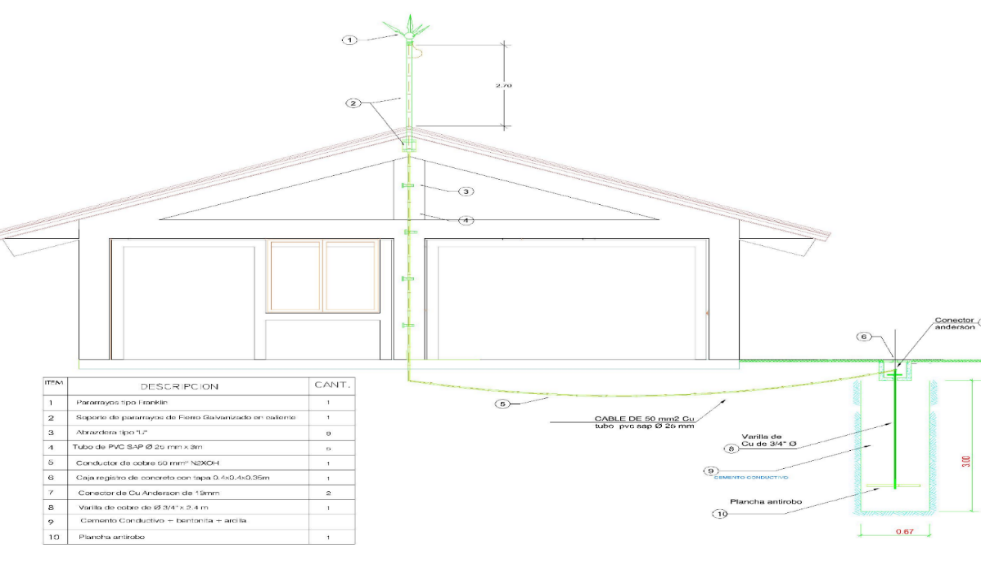 1
2.70
2
3
4
Conector
anderson
6
5
CABLE DE 50 mm2 Cu
tubo pvc sap Ø 25 mm
Varilla de
Cu de 3/4" Ø
8
9
CEMENTO CONDUCTIVO
Plancha antirobo
10
3.00
0.67
ITEM DESCRIPCION CANT.
1 Pararrayos tipo Franklin 1
2 Soporte de pararrayos de Fierro Galvanizado en caliente 1
3 Abrazadera tipo "U"
4 Tubo de PVC SAP Ø 25 mm x 3m
5 Conductor de cobre 50 mm² N2XOH 1
6 Caja registro de concreto con tapa 0.4x0.4x0.35m 1
7 Conector de Cu Anderson de 19mm 2
8 Varilla de cobre de Ø 3/4" x 2.4 m 1
9 Cemento Conductivo + bentonita + arcilla
10 Plancha antirobo 1